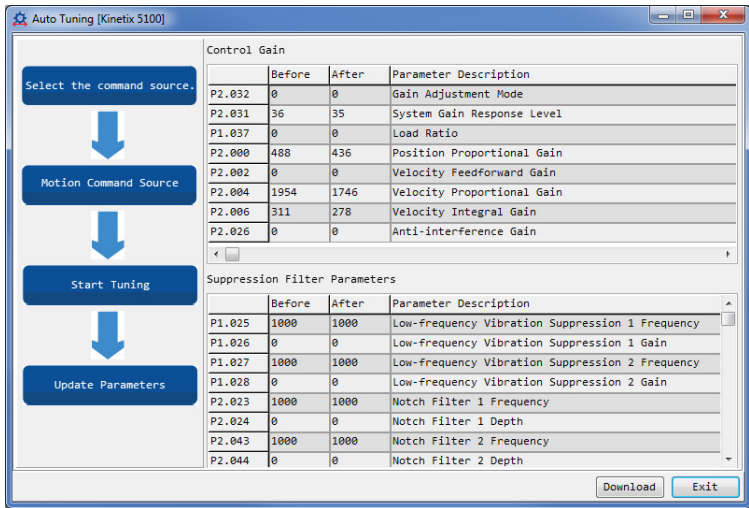 Auto Tuning [Kinetix 5100]
Select the command source.
Motion Command Source
Start Tuning
Update Parameters
Control Gain
Before After Parameter Description
P2.032 0 0 Gain Adjustment Mode
P2.031 36 35 System Gain Response Level
P1.037 0 0 Load Ratio
P2.000 488 436 Position Proportional Gain
P2.002 0 0 Velocity Feedforward Gain
P2.004 1954 1746 Velocity Proportional Gain
P2.006 311 278 Velocity Integral Gain
P2.026 0 0 Anti-interference Gain
Suppression Filter Parameters
Before After Parameter Description
P1.025 1000 1000 Low-frequency Vibration Suppression 1 Frequency
P1.026 0 0 Low-frequency Vibration Suppression 1 Gain
P1.027 1000 1000 Low-frequency Vibration Suppression 2 Frequency
P1.028 0 0 Low-frequency Vibration Suppression 2 Gain
P2.023 1000 1000 Notch Filter 1 Frequency
P2.024 0 0 Notch Filter 1 Depth
P2.043 1000 1000 Notch Filter 2 Frequency
P2.044 0 0 Notch Filter 2 Depth
Download Exit